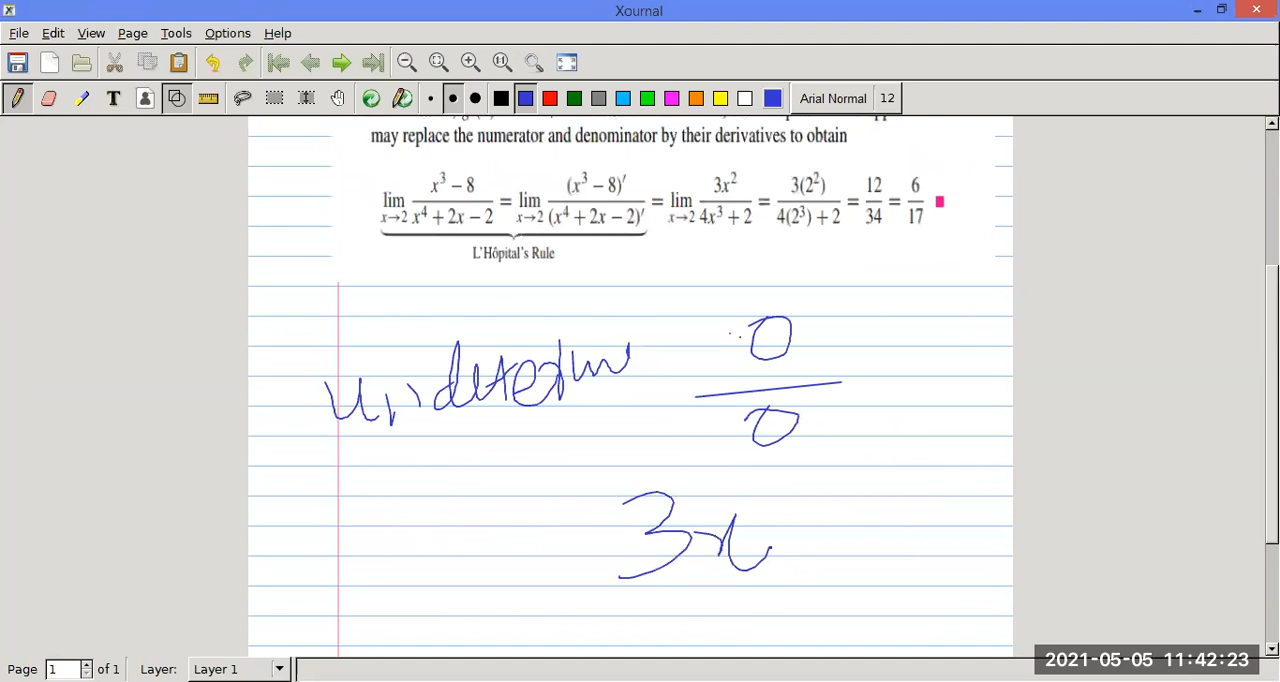 Xournal
File Edit View Page Tools Options Help
Arial Normal 12
may replace the numerator and denominator by their derivatives to obtain
lim x→2 x³ − 8 / x⁴ + 2x − 2 = lim x→2 (x³ − 8)′ / (x⁴ + 2x − 2)′ = lim x→2 3x² / 4x³ + 2 = 3(2²) / 4(2³) + 2 = 12 / 34 = 6 / 17
L'Hôpital's Rule
0
0
3x
Page 1 of 1 Layer: Layer 1
2021-05-05 11:42:23